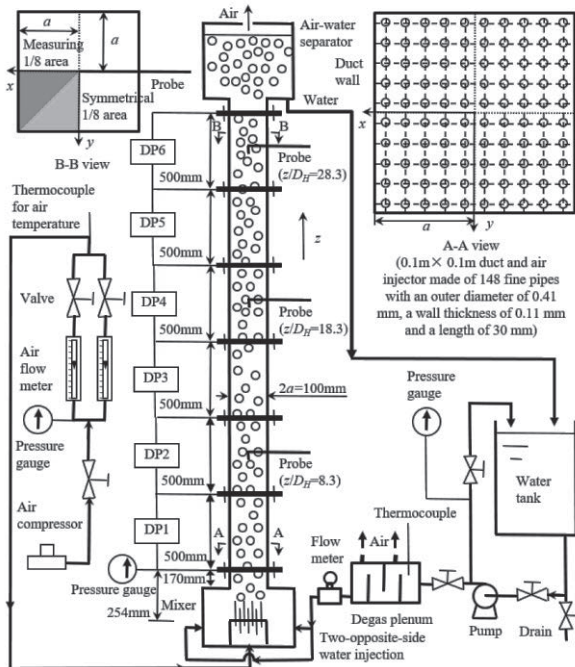 a
Measuring
1/8 area
a
x
Probe
Symmetrical
1/8 area
y
B-B view
Air
Air-water
separator
Water
Duct
wall
x
a
y
A-A view
(0.1m× 0.1m duct and air
injector made of 148 fine pipes
with an outer diameter of 0.41
mm, a wall thickness of 0.11 mm
and a length of 30 mm)
Thermocouple
for air
temperature
Valve
Air
flow
meter
Pressure
gauge
Air
compressor
B
B
DP6
500mm
Probe
(z/DH=28.3)
DP5
500mm
z
DP4
500mm
Probe
(z/DH=18.3)
DP3
500mm
2a=100mm
DP2
500mm
Probe
(z/DH=8.3)
DP1
A
A
500mm
Pressure
gauge
170mm
254mm
Mixer
Pressure
gauge
Water
tank
Thermocouple
Flow
meter
Air
Degas plenum
Two-opposite-side
water injection
Pump
Drain